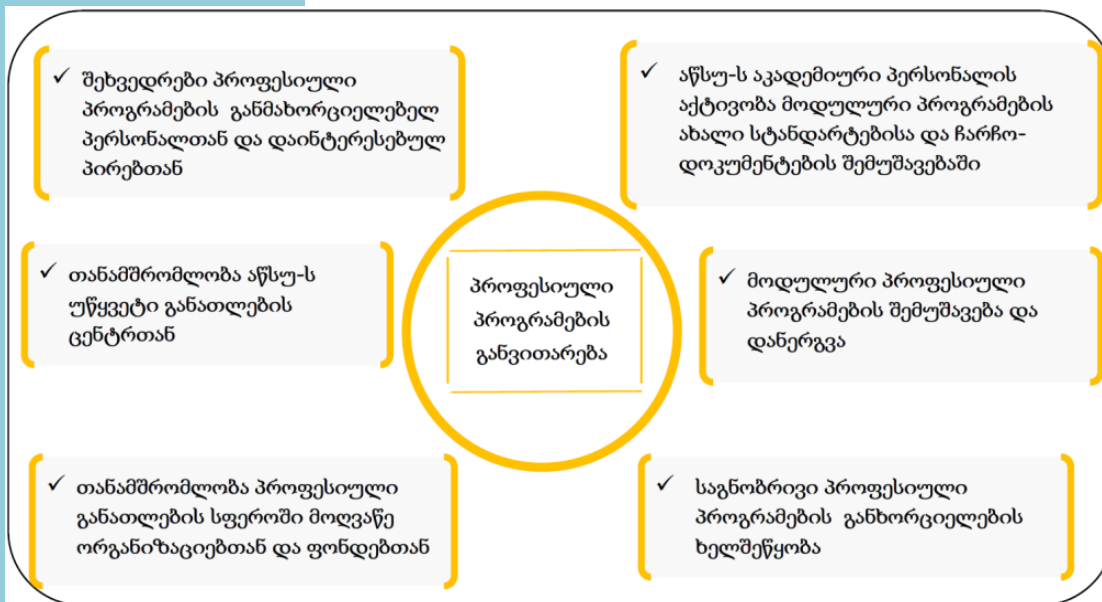 ✓ შეხვედრები პროფესიული
პროგრამების განმახორციელებელ
პერსონალთან და დაინტერესებულ
პირებთან
✓ აწსუ-ს აკადემიური პერსონალის
აქტივობა მოდულური პროგრამების
ახალი სტანდარტებისა და ჩარჩო-
დოკუმენტების შემუშავებაში
✓ თანამშრომლობა აწსუ-ს
უწყვეტი განათლების
ცენტრთან
პროფესიული
პროგრამების
განვითარება
✓ მოდულური პროფესიული
პროგრამების შემუშავება და
დანერგვა
✓ თანამშრომლობა პროფესიული
განათლების სფეროში მოღვაწე
ორგანიზაციებთან და ფონდებთან
✓ საგნობრივი პროფესიული
პროგრამების განხორციელების
ხელშეწყობა